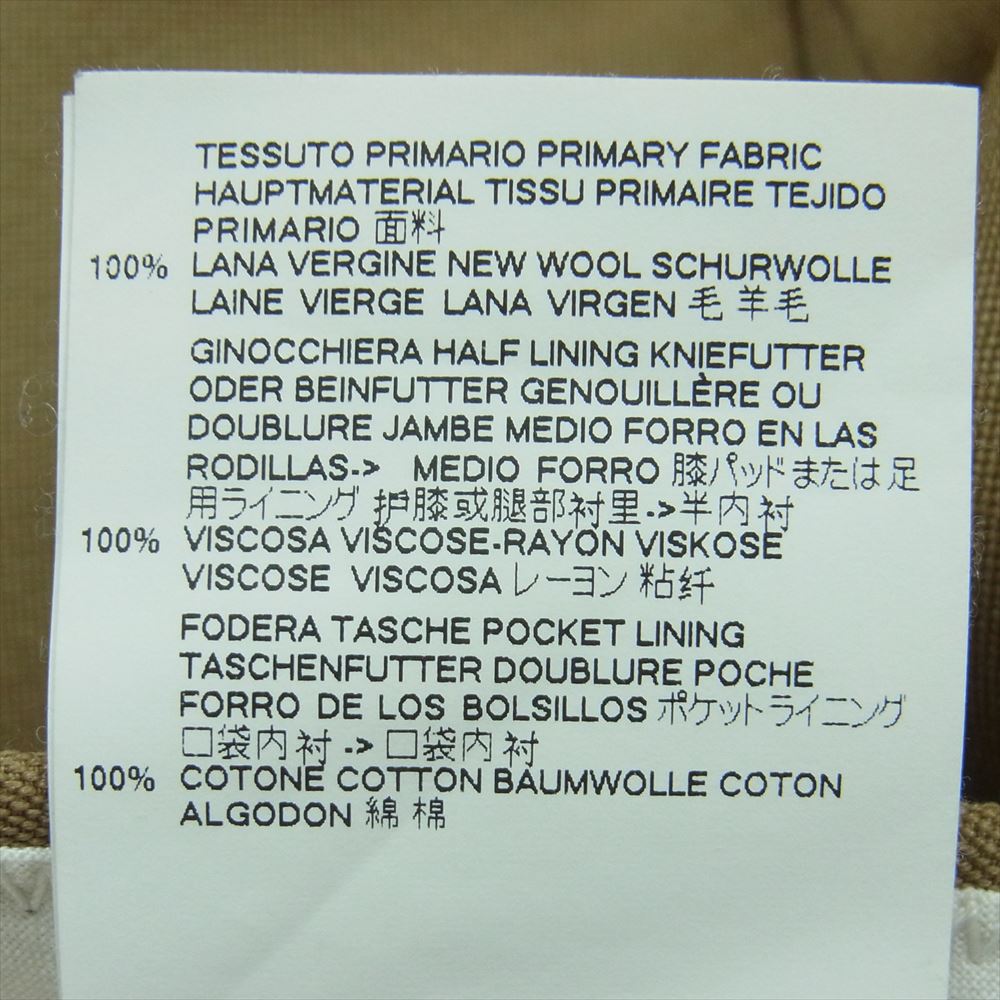 TESSUTO PRIMARIO PRIMARY FABRIC
HAUPTMATERIAL TISSU PRIMAIRE TEJIDO
PRIMARIO 面料
100% LANA VERGINE NEW WOOL SCHURWOLLE
LAINE VIERGE LANA VIRGEN 毛 羊毛
GINOCCHIERA HALF LINING KNIEFUTTER
ODER BEINFUTTER GENOUILLÈRE OU
DOUBLURE JAMBE MEDIO FORRO EN LAS
RODILLAS-> MEDIO FORRO 膝パッドまたは足
用ライニング 护膝或腿部衬里->半内衬
100% VISCOSA VISCOSE-RAYON VISKOSE
VISCOSE VISCOSA レーヨン 粘纤
FODERA TASCHE POCKET LINING
TASCHENFUTTER DOUBLURE POCHE
FORRO DE LOS BOLSILLOS ポケットライニング
口袋内衬 -> 口袋内衬
100% COTONE COTTON BAUMWOLLE COTON
ALGODON 綿 棉